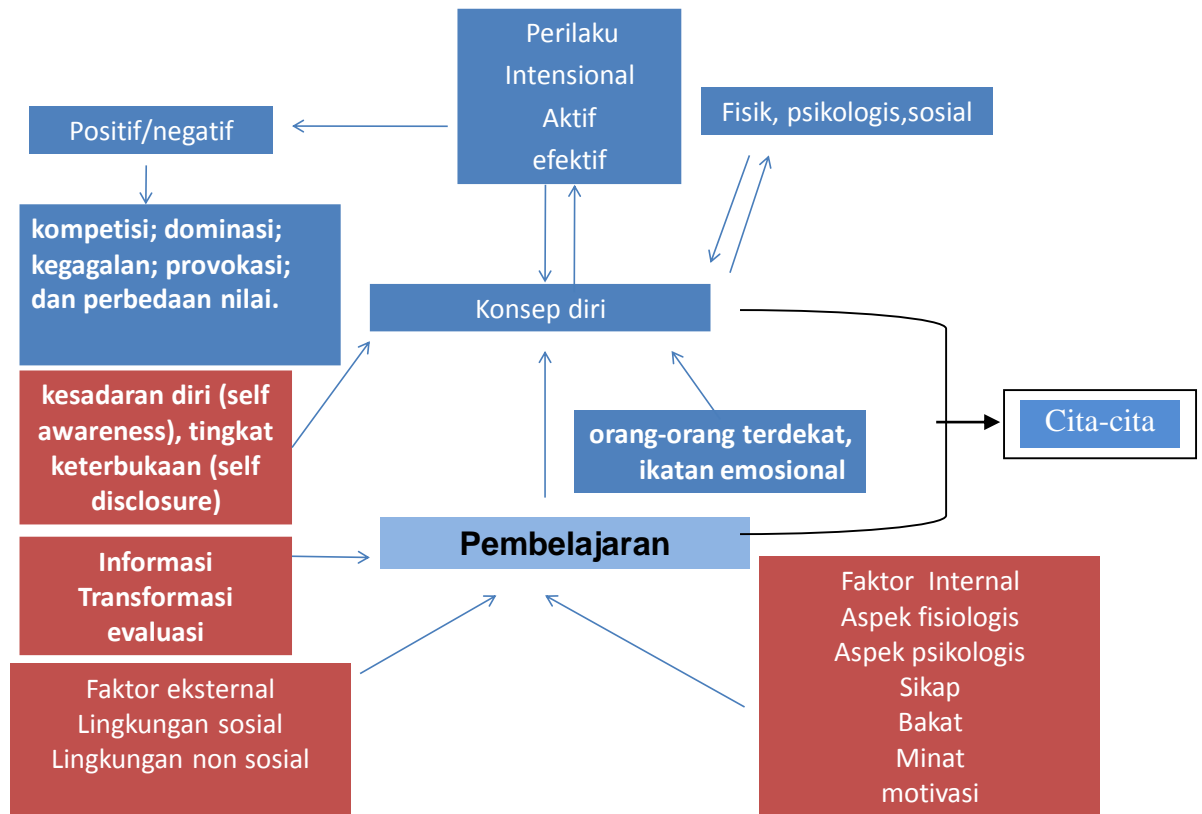 Perilaku
Intensional
Aktif
efektif
Fisik, psikologis,sosial
Positif/negatif
kompetisi; dominasi;
kegagalan; provokasi;
dan perbedaan nilai.
Konsep diri
kesadaran diri (self
awareness), tingkat
keterbukaan (self
disclosure)
orang-orang terdekat,
ikatan emosional
Cita-cita
Pembelajaran
Informasi
Transformasi
evaluasi
Faktor Internal
Aspek fisiologis
Aspek psikologis
Sikap
Bakat
Minat
motivasi
Faktor eksternal
Lingkungan sosial
Lingkungan non sosial